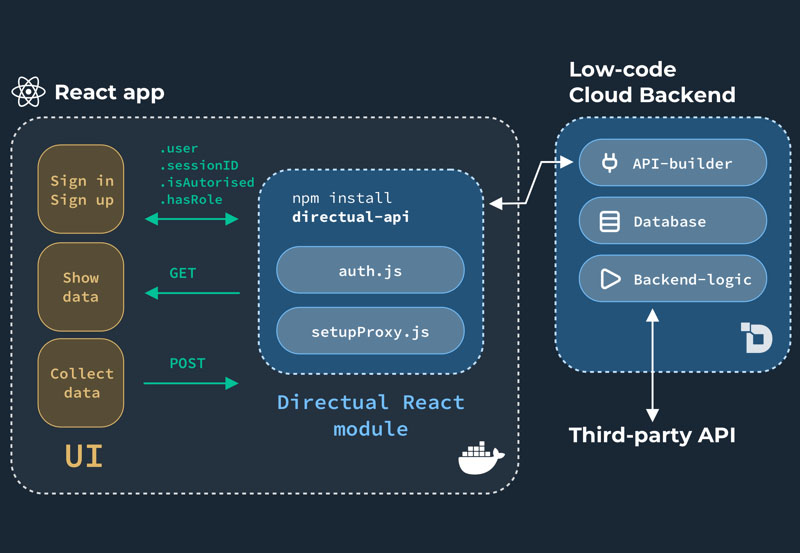 React app
Low-code
Cloud Backend
Sign in
Sign up
.user
.sessionID
.isAutorised
.hasRole
npm install
directual-api
auth.js
setupProxy.js
Directual React
module
Show
data
GET
Collect
data
POST
UI
API-builder
Database
Backend-logic
Third-party API